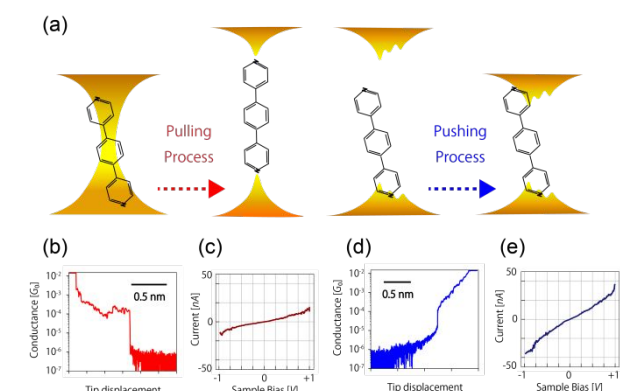 (a)
Pulling
Process
Pushing
Process
(b)
(c)
(d)
(e)
Conductance [G₀]
10⁻²
10⁻³
10⁻⁴
10⁻⁵
10⁻⁶
10⁻⁷
0.5 nm
Tip displacement
Current [nA]
50
0
-50
-1
0
+1
Sample Bias [V]
Conductance [G₀]
10⁻²
10⁻³
10⁻⁴
10⁻⁵
10⁻⁶
10⁻⁷
0.5 nm
Tip displacement
Current [nA]
50
0
-50
-1
0
+1
Sample Bias [V]